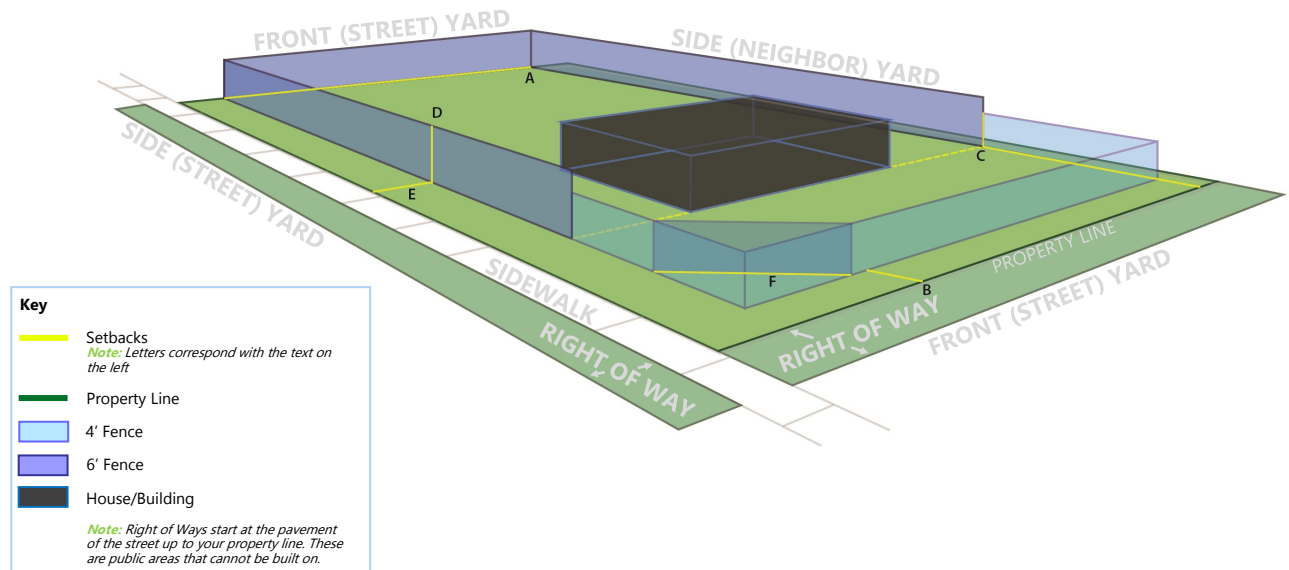 FRONT (STREET) YARD
SIDE (NEIGHBOR) YARD
A
D
C
E
SIDE (STREET) YARD
PROPERTY LINE
SIDEWALK
F
B
RIGHT OF WAY
FRONT (STREET) YARD
RIGHT OF WAY
Key
Setbacks
Note: Letters correspond with the text on
the left
Property Line
4’ Fence
6’ Fence
House/Building
Note: Right of Ways start at the pavement
of the street up to your property line. These
are public areas that cannot be built on.